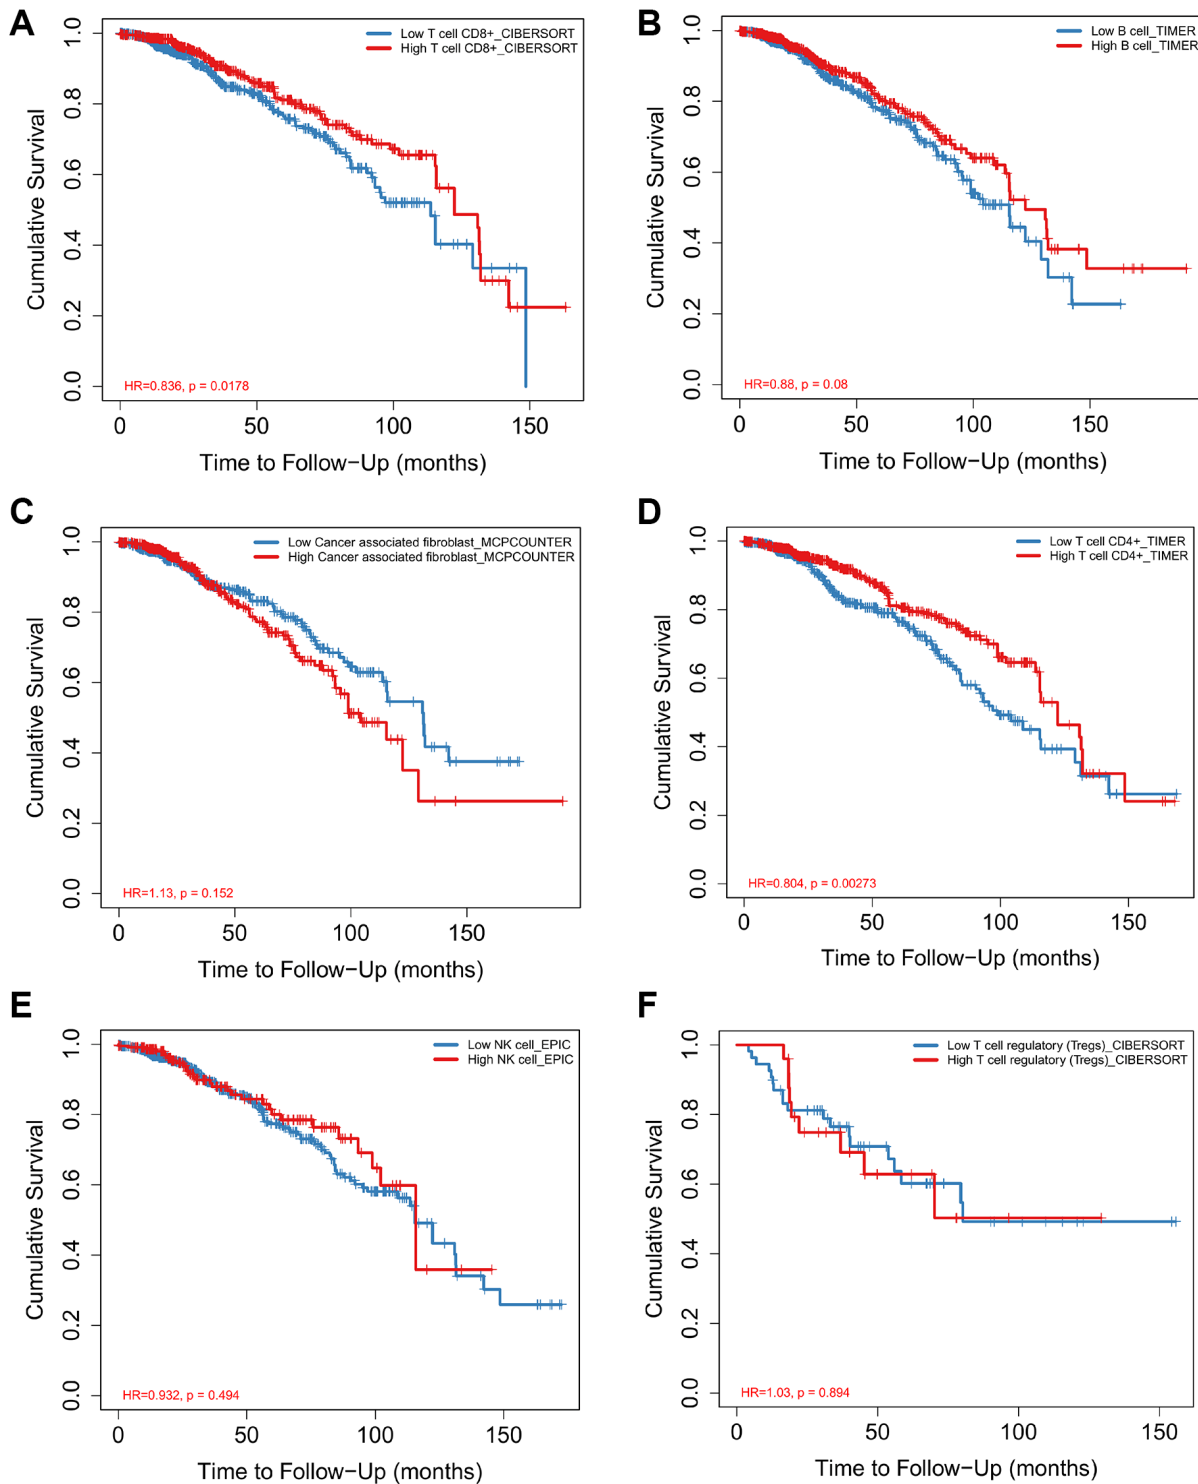 A
Low T cell CD8+_CIBERSORT
High T cell CD8+_CIBERSORT
Cumulative Survival
1.0
0.8
0.6
0.4
0.2
0.0
HR=0.836, p = 0.0178
0 50 100 150
Time to Follow−Up (months)
B
Low B cell_TIMER
High B cell_TIMER
Cumulative Survival
1.0
0.8
0.6
0.4
0.2
0.0
HR=0.88, p = 0.08
0 50 100 150
Time to Follow−Up (months)
C
Low Cancer associated fibroblast_MCPCOUNTER
High Cancer associated fibroblast_MCPCOUNTER
Cumulative Survival
1.0
0.8
0.6
0.4
0.2
0.0
HR=1.13, p = 0.152
0 50 100 150
Time to Follow−Up (months)
D
Low T cell CD4+_TIMER
High T cell CD4+_TIMER
Cumulative Survival
1.0
0.8
0.6
0.4
0.2
0.0
HR=0.804, p = 0.00273
0 50 100 150
Time to Follow−Up (months)
E
Low NK cell_EPIC
High NK cell_EPIC
Cumulative Survival
1.0
0.8
0.6
0.4
0.2
0.0
HR=0.932, p = 0.494
0 50 100 150
Time to Follow−Up (months)
F
Low T cell regulatory (Tregs)_CIBERSORT
High T cell regulatory (Tregs)_CIBERSORT
Cumulative Survival
1.0
0.8
0.6
0.4
0.2
0.0
HR=1.03, p = 0.894
0 50 100 150
Time to Follow−Up (months)